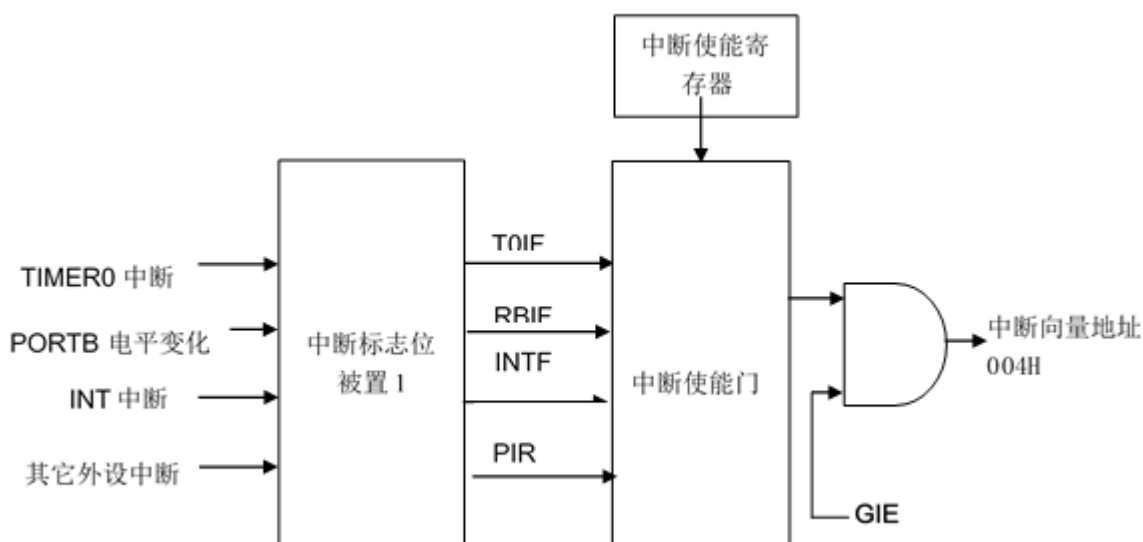 中断使能寄
存器
TIMER0 中断
PORTB 电平变化
INT 中断
其它外设中断
中断标志位
被置 1
T0IF
RBIF
INTF
PIR
中断使能门
中断向量地址
004H
GIE